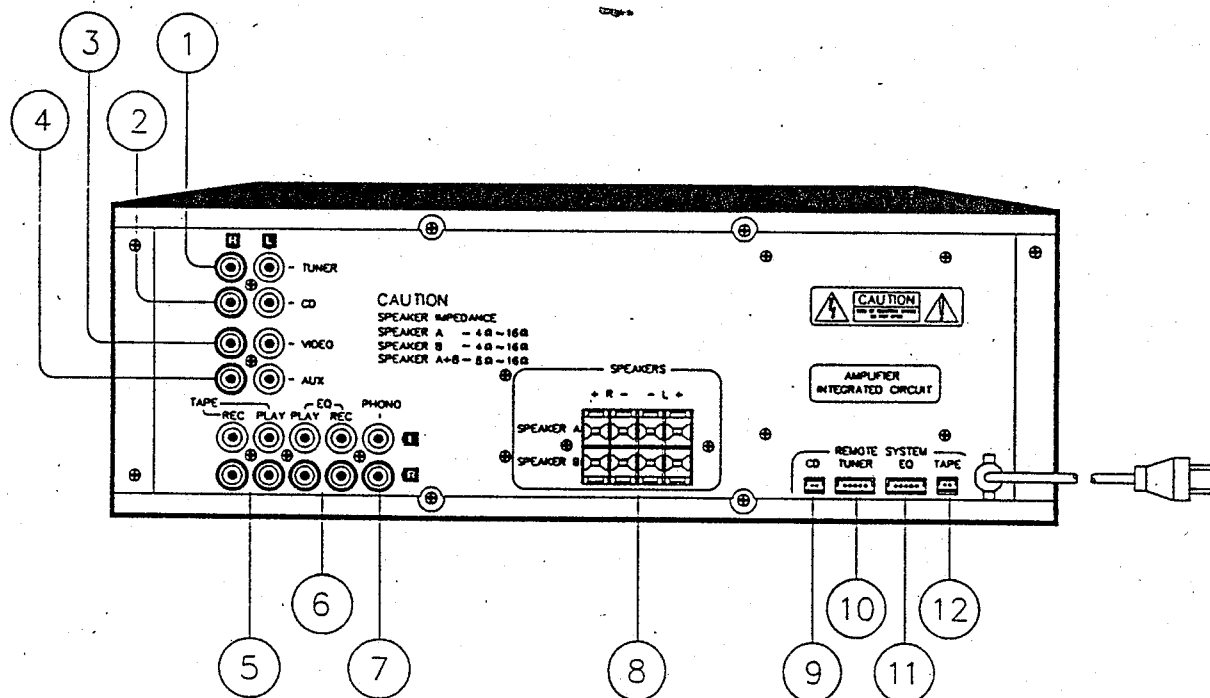 3
1
4
2
R L
TUNER
CD
VIDEO
AUX
CAUTION
SPEAKER IMPEDANCE
SPEAKER A - 4Ω~16Ω
SPEAKER B - 4Ω~16Ω
SPEAKER A+B - 8Ω~16Ω
CAUTION
AMPLIFIER
INTEGRATED CIRCUIT
SPEAKERS
+ R - - L +
SPEAKER A
SPEAKER B
TAPE EQ PHONO
REC PLAY PLAY REC
L
R
REMOTE SYSTEM
CD TUNER EQ TAPE
5
6
7
8
9
10
11
12